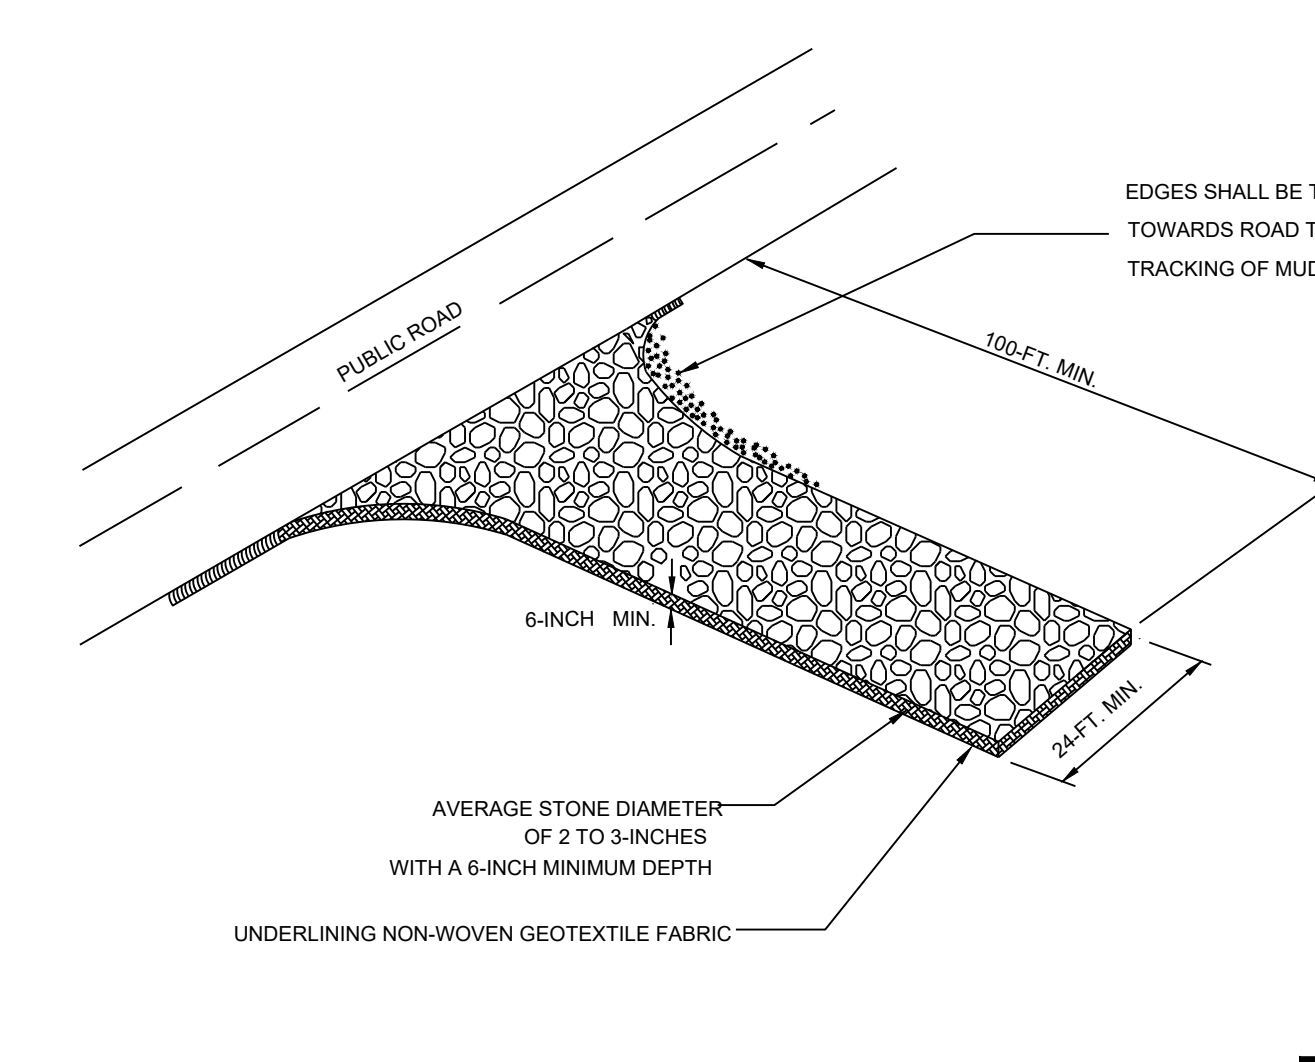 EDGES SHALL BE
TOWARDS ROAD
TRACKING OF
100-FT. MIN.
PUBLIC ROAD
6-INCH MIN.
24-FT. MIN.
AVERAGE STONE DIAMETER
OF 2 TO 3-INCHES
WITH A 6-INCH MINIMUM DEPTH
UNDERLINING NON-WOVEN GEOTEXTILE FABRIC